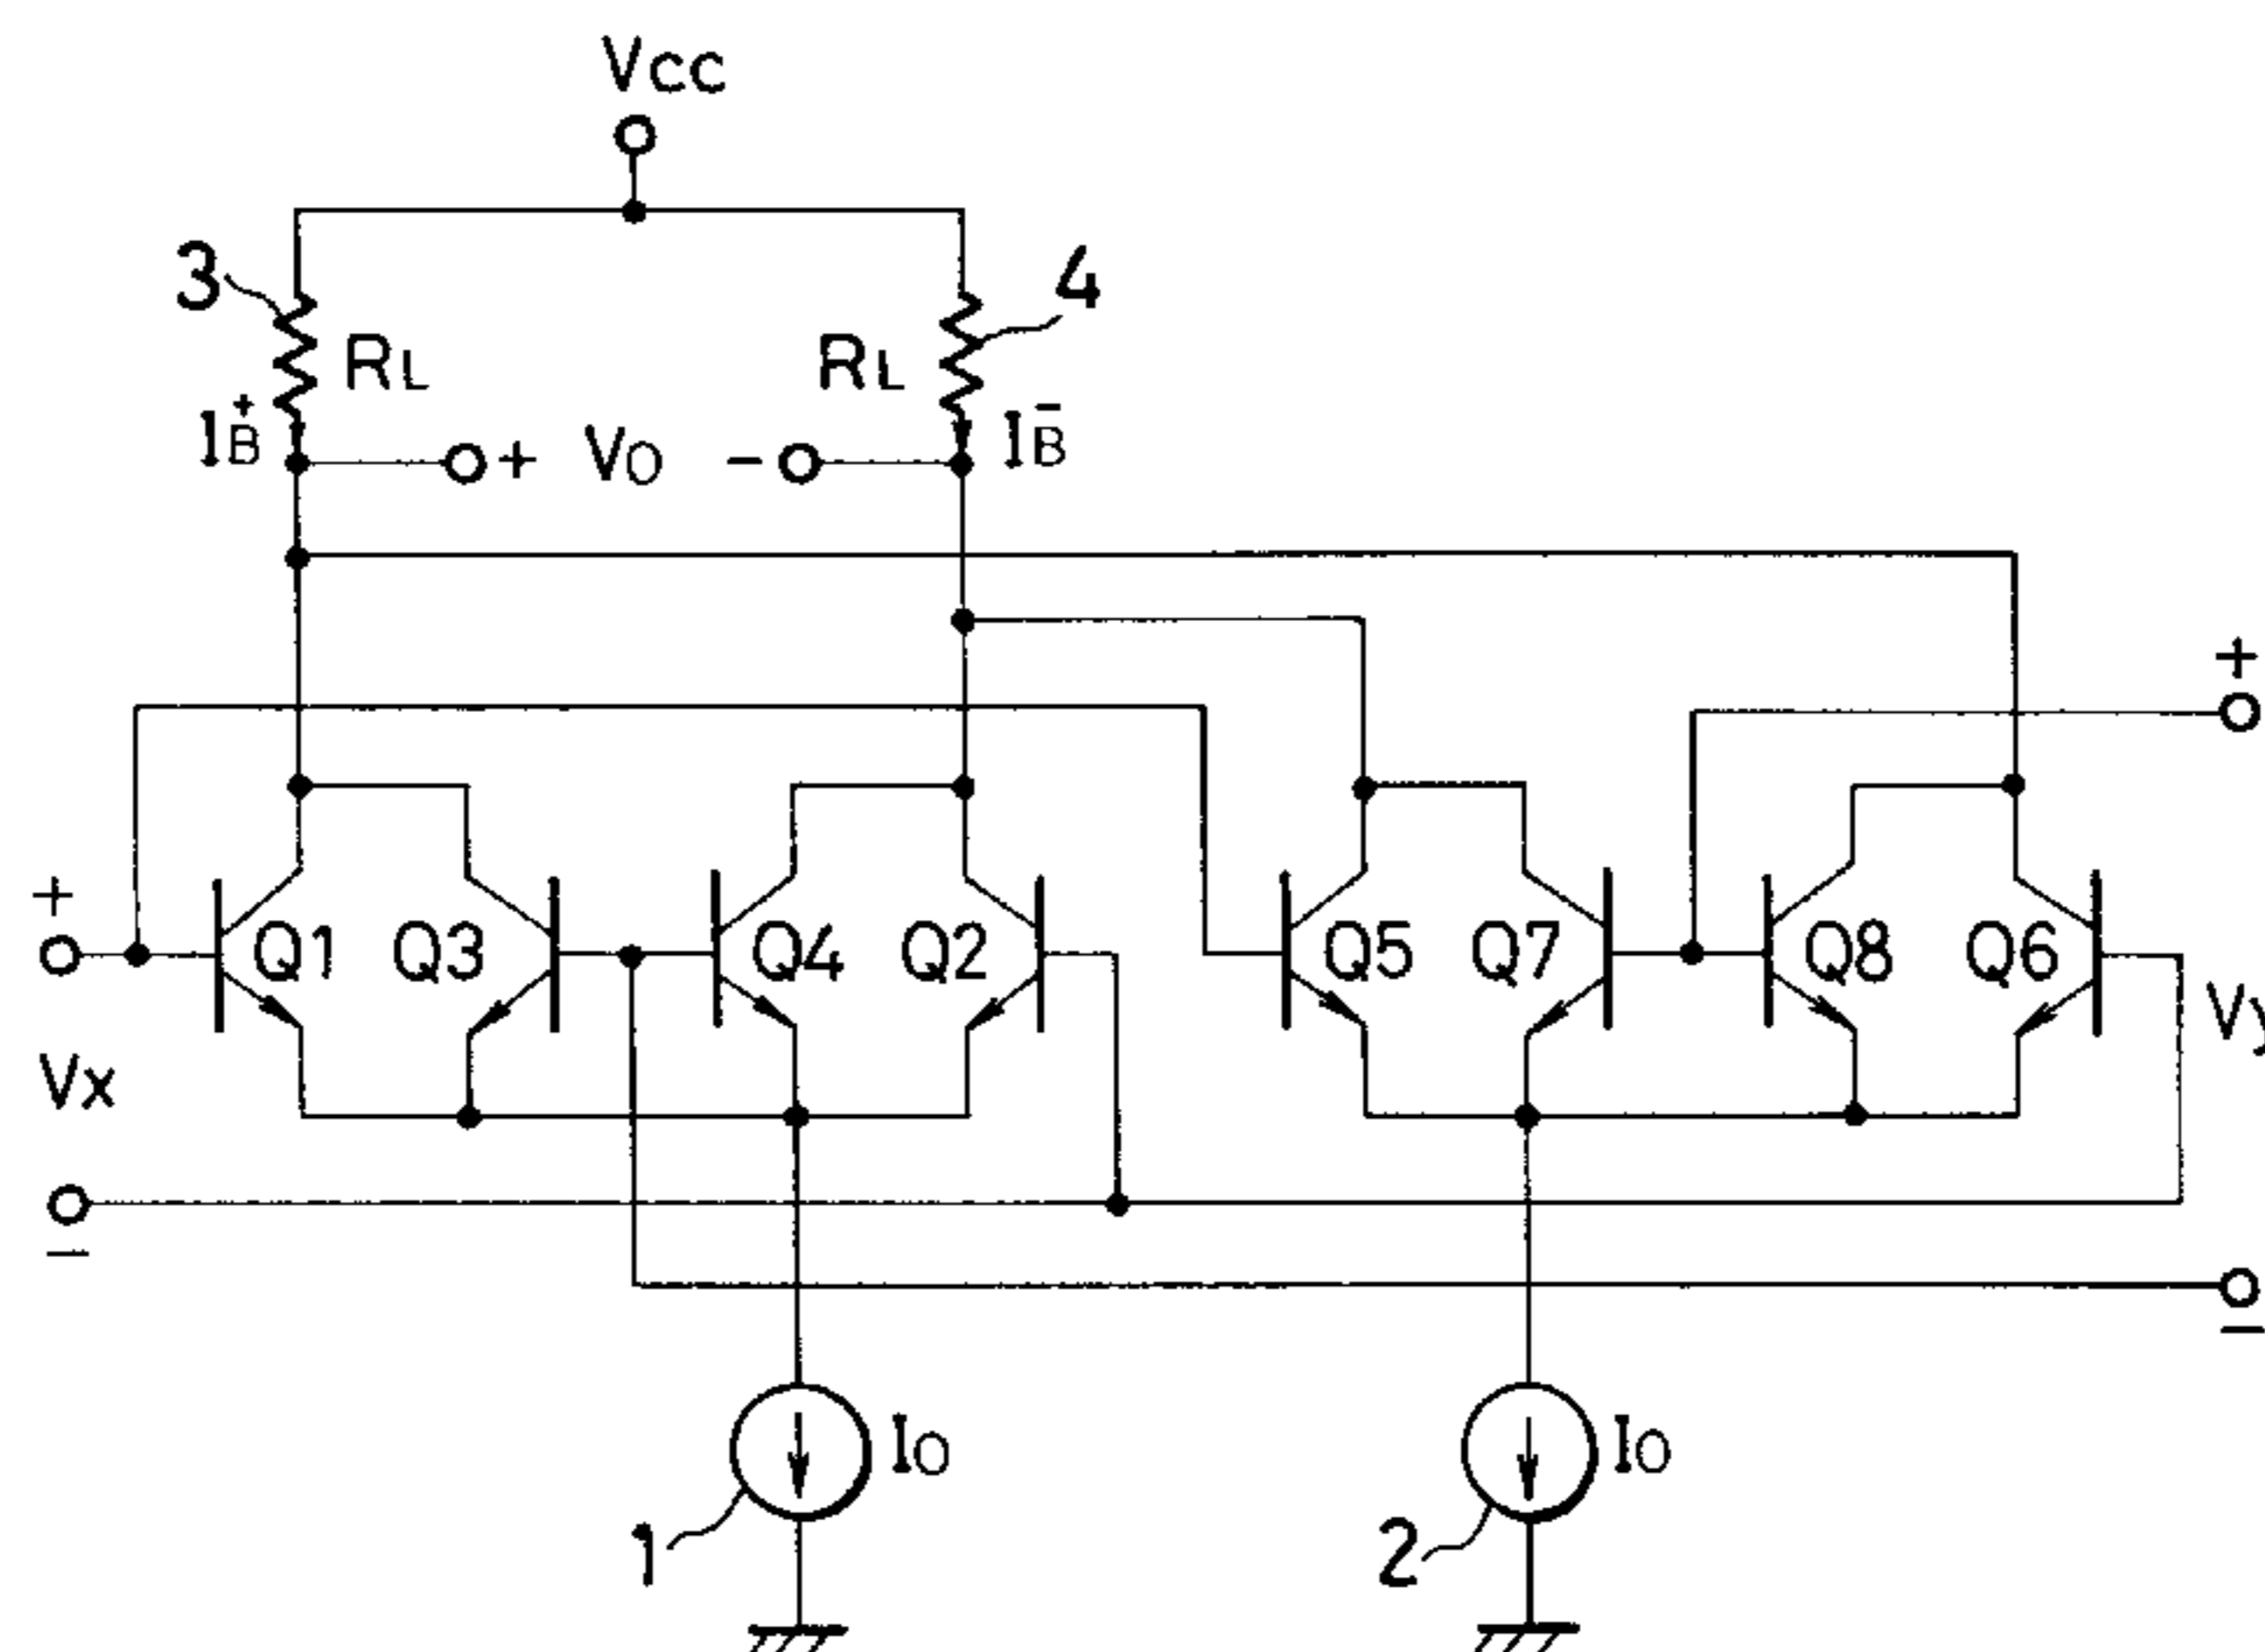 Vcc
3
4
RL
RL
IB+
+
VO
-
IB-
+
+
Q1
Q3
Q4
Q2
Q5
Q7
Q8
Q6
Vx
Vy
-
-
IO
IO
1
2